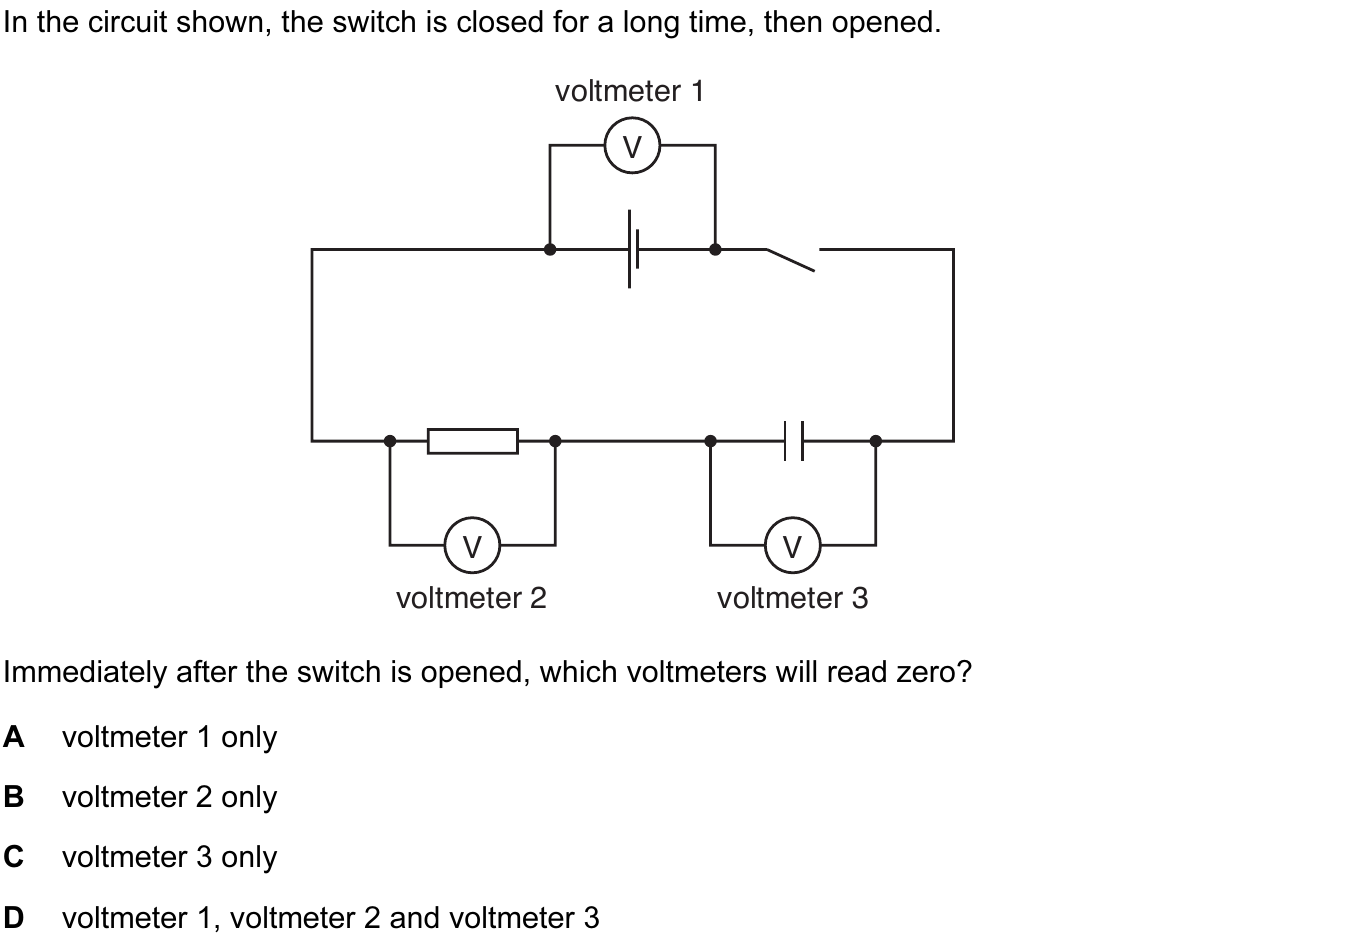 In the circuit shown, the switch is closed for a long time, then opened.
voltmeter 1
V
V
V
voltmeter 2
voltmeter 3
Immediately after the switch is opened, which voltmeters will read zero?
A voltmeter 1 only
B voltmeter 2 only
C voltmeter 3 only
D voltmeter 1, voltmeter 2 and voltmeter 3